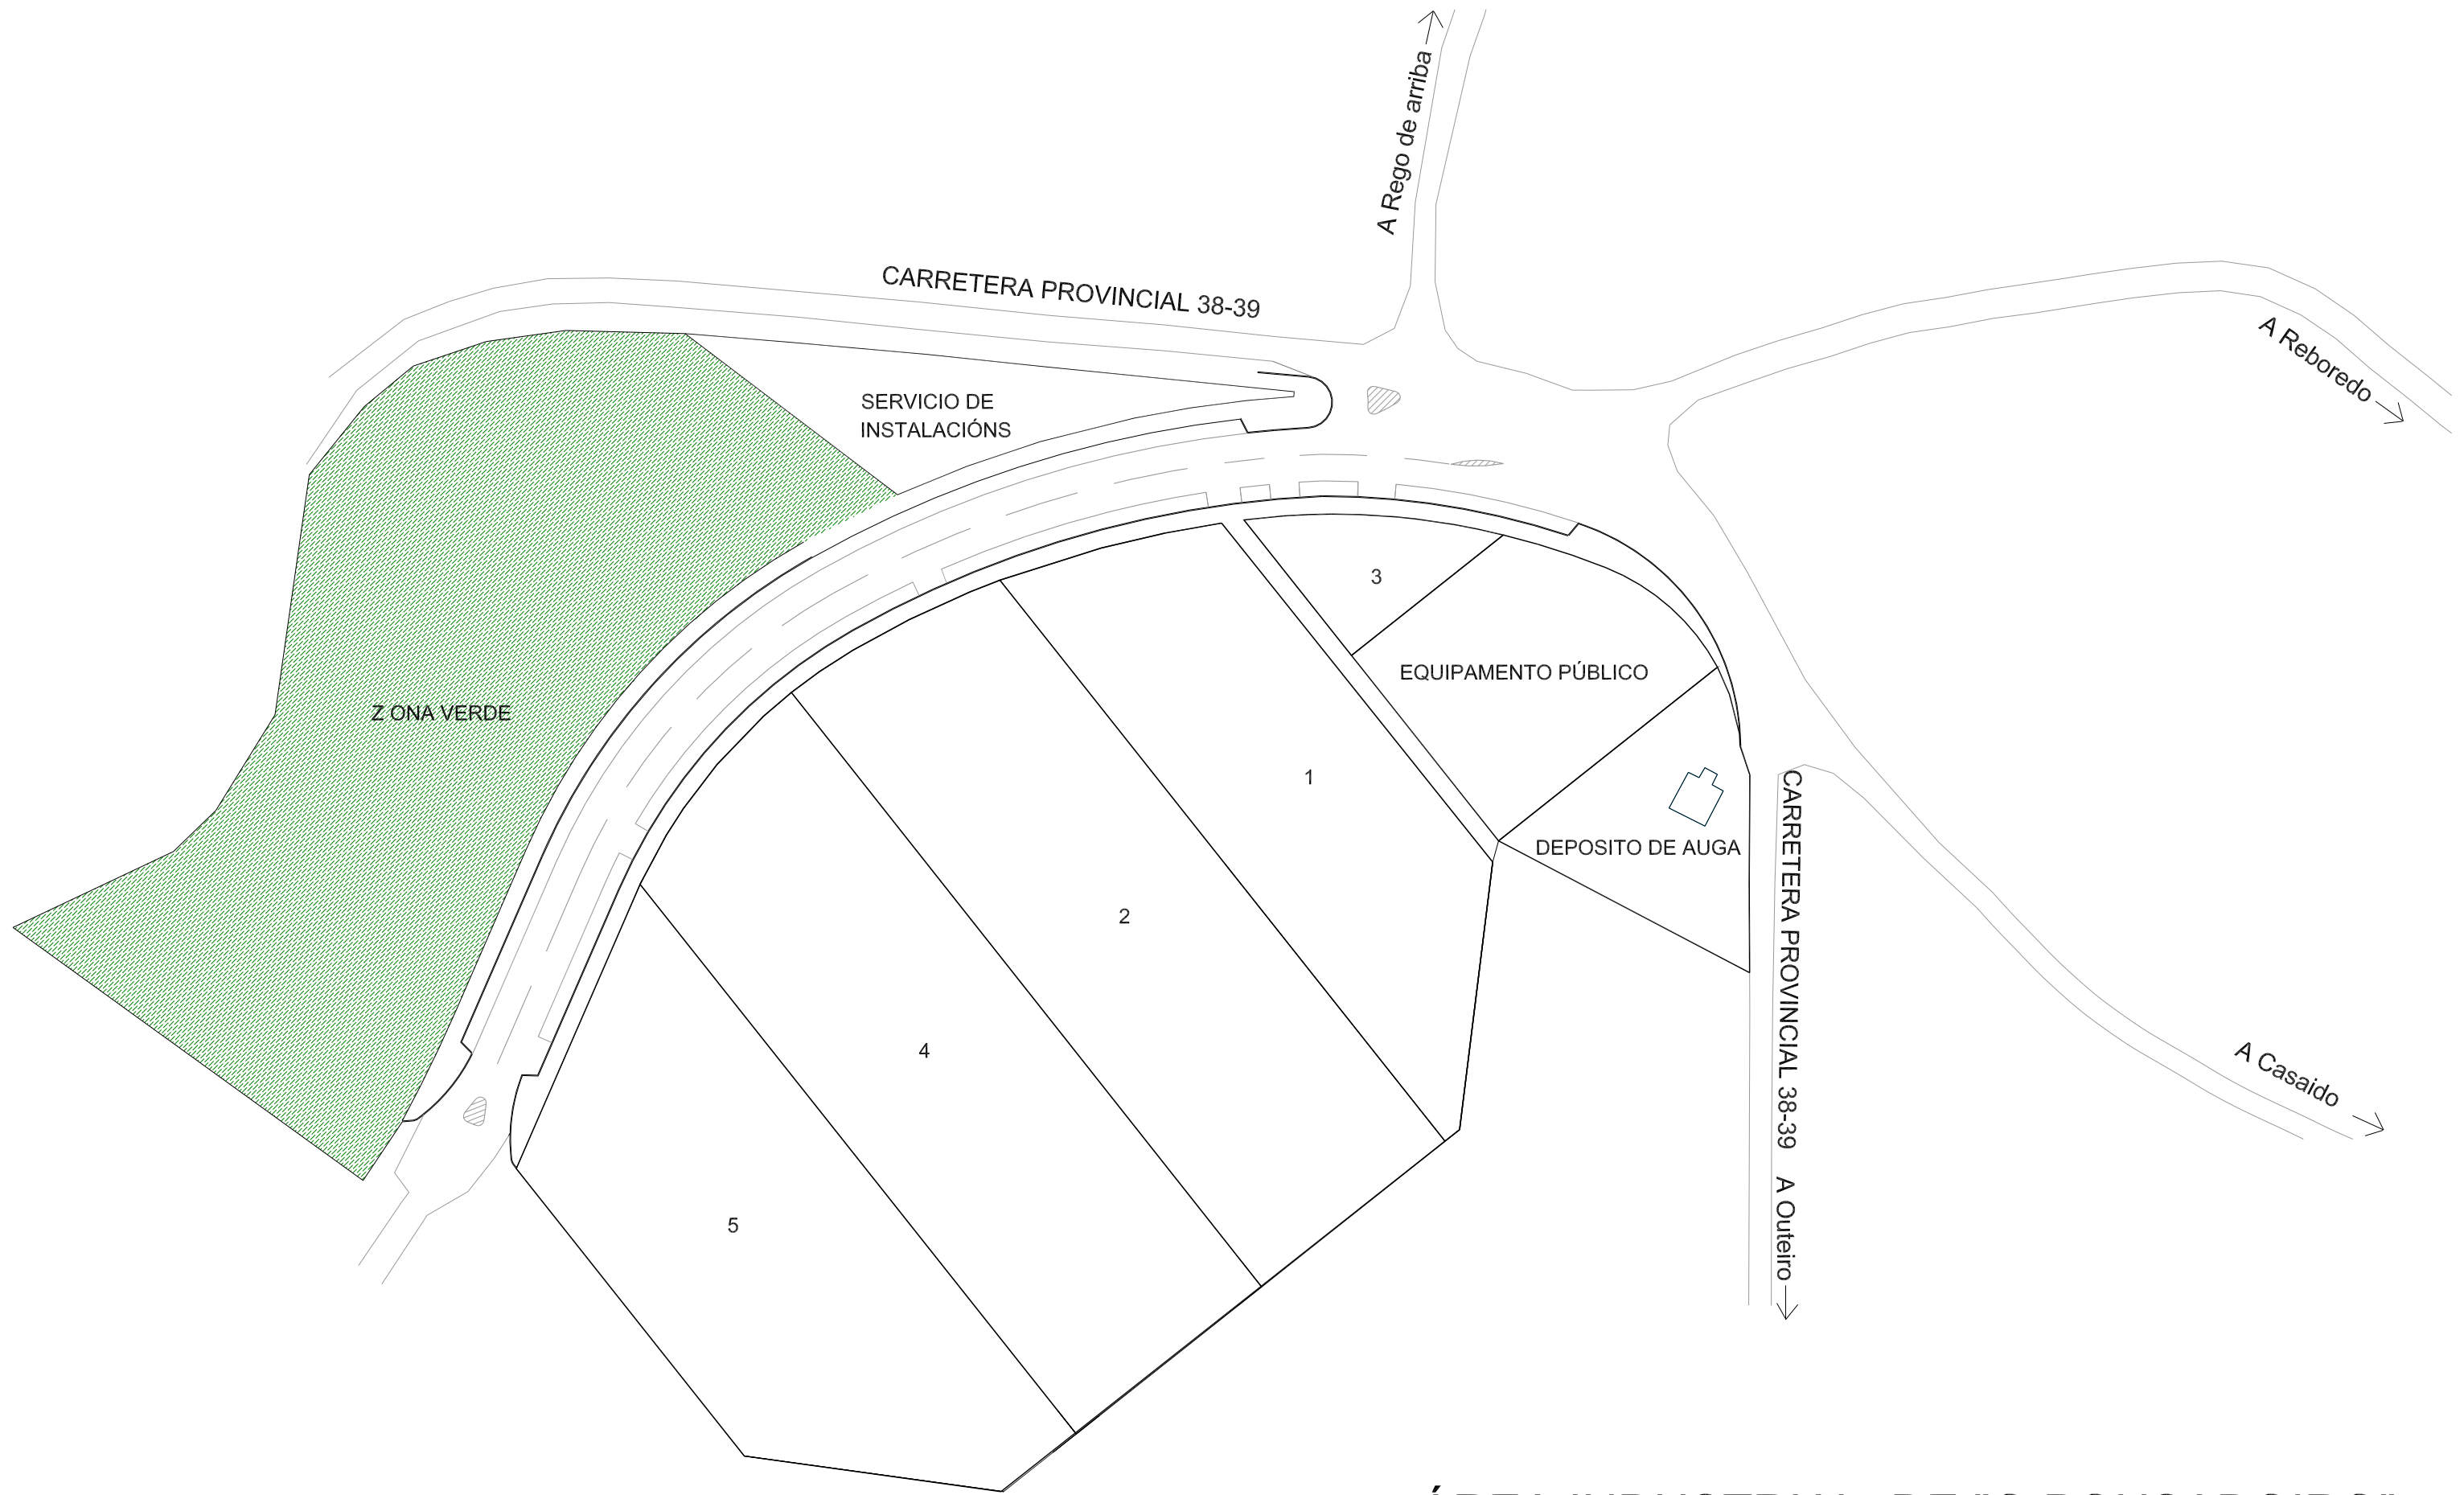 A Rego de arriba
CARRETERA PROVINCIAL 38-39
A Reboredo
SERVICIO DE
INSTALACIÓNS
3
EQUIPAMENTO PÚBLICO
Z ONA VERDE
1
DEPOSITO DE AUGA
CARRETERA PROVINCIAL 38-39 A Outeiro
2
4
A Casaido
5